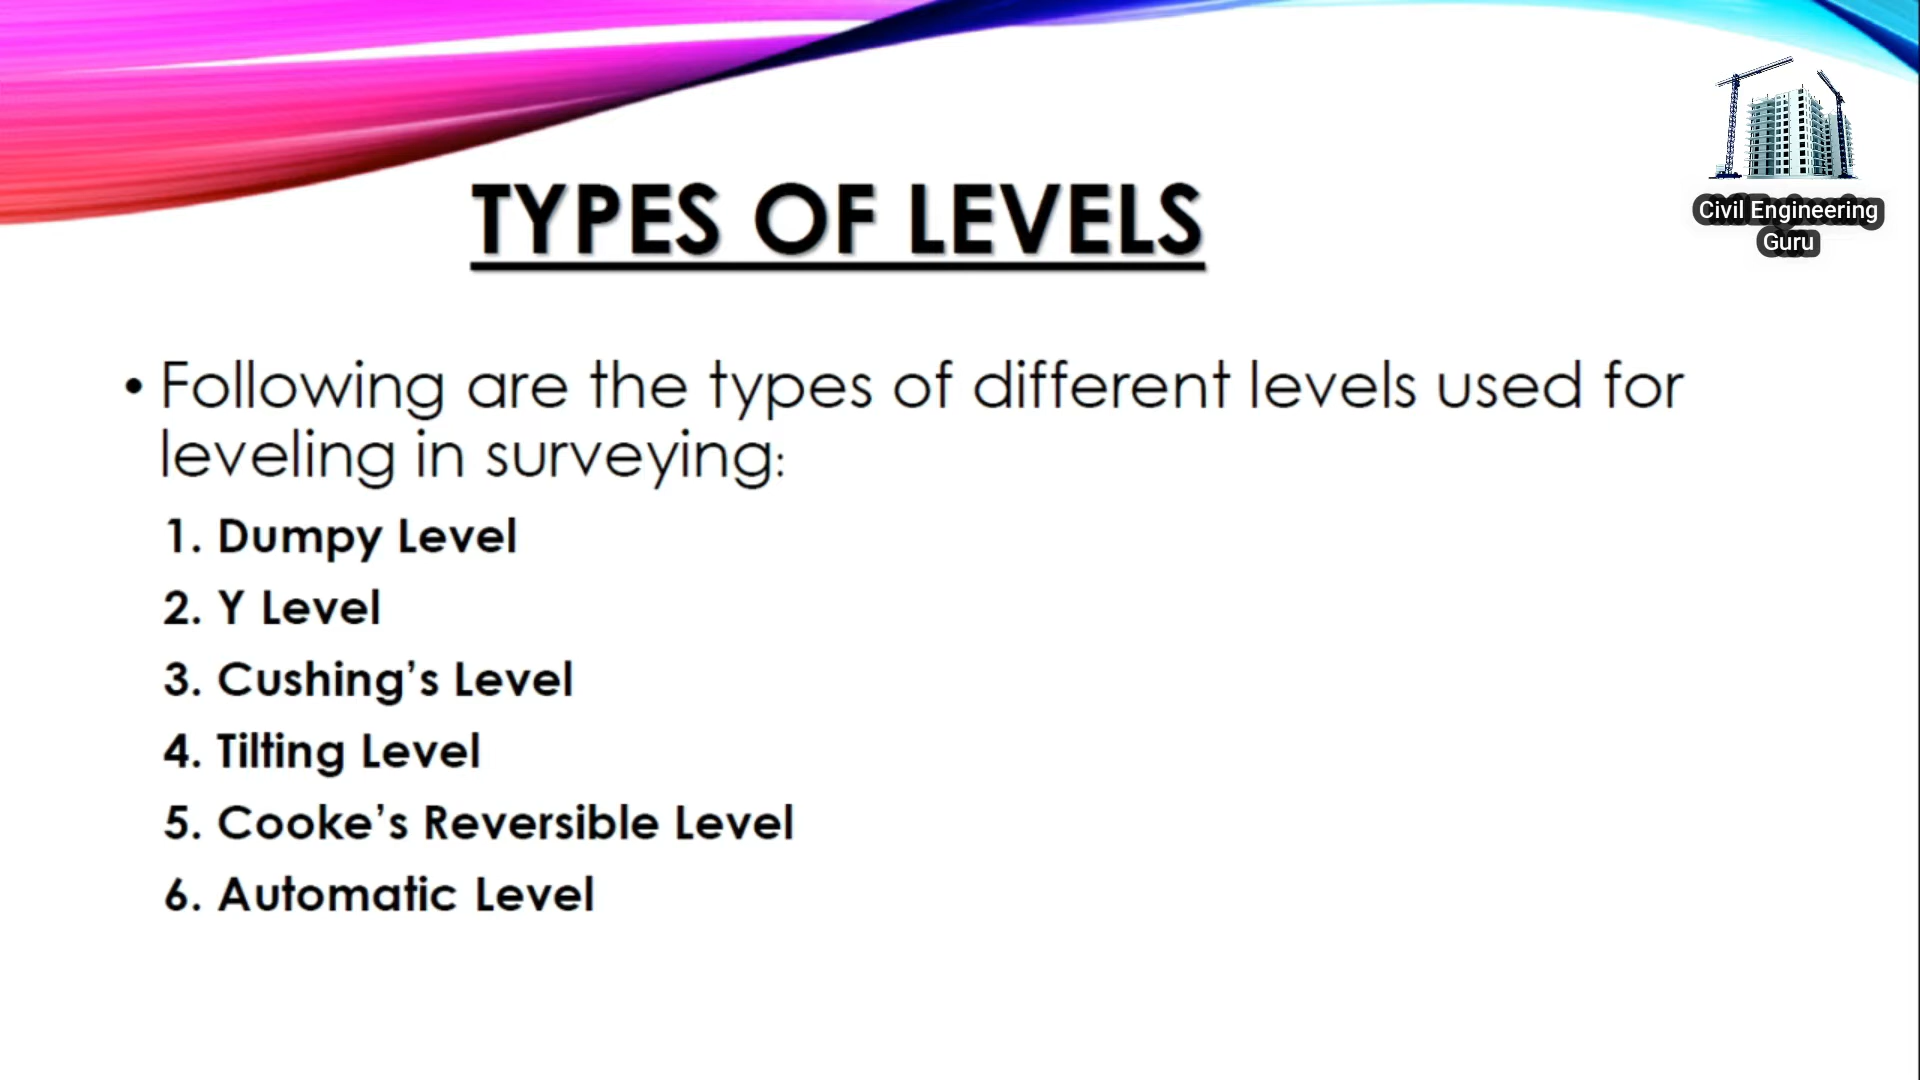 Civil Engineering
Guru
TYPES OF LEVELS
• Following are the types of different levels used for
leveling in surveying:
1. Dumpy Level
2. Y Level
3. Cushing’s Level
4. Tilting Level
5. Cooke’s Reversible Level
6. Automatic Level